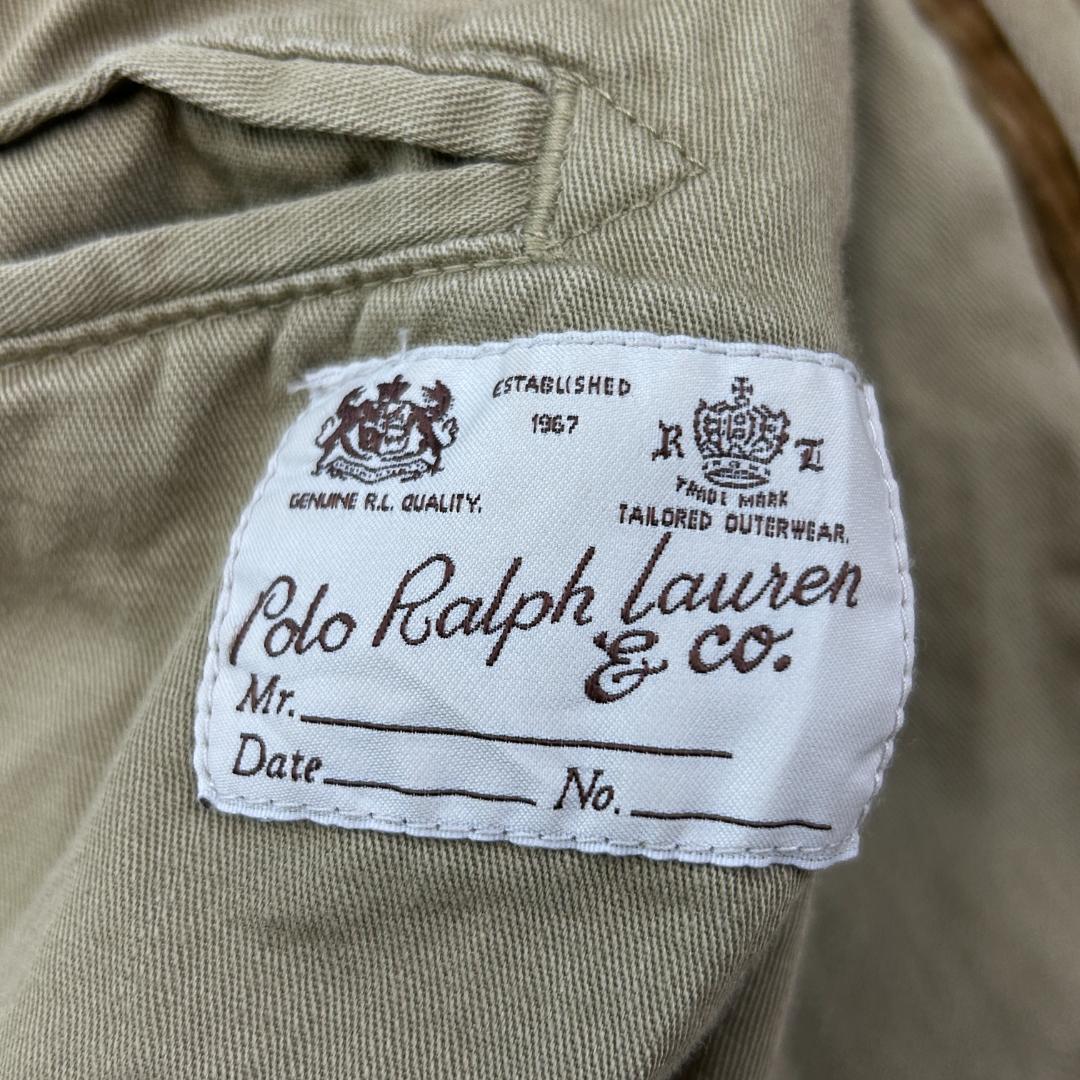 ESTABLISHED
1967
R L
GENUINE R.L. QUALITY.
TRADE MARK
TAILORED OUTERWEAR.
Polo Ralph Lauren
& co.
Mr.
Date No.